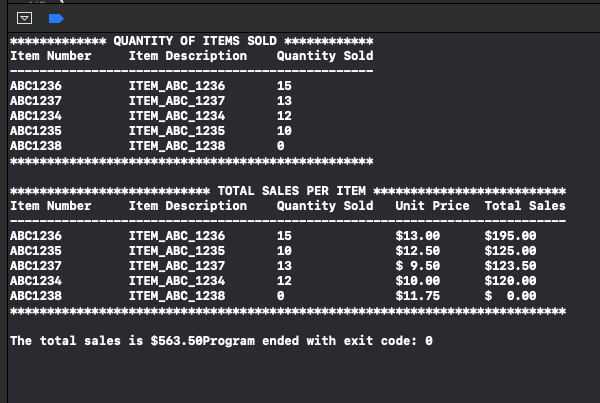 ************* QUANTITY OF ITEMS SOLD ************
Item Number     Item Description    Quantity Sold
-------------------------------------------------
ABC1236         ITEM_ABC_1236       15
ABC1237         ITEM_ABC_1237       13
ABC1234         ITEM_ABC_1234       12
ABC1235         ITEM_ABC_1235       10
ABC1238         ITEM_ABC_1238       0
*************************************************
*************************** TOTAL SALES PER ITEM **************************
Item Number     Item Description    Quantity Sold   Unit Price  Total Sales
---------------------------------------------------------------------------
ABC1236         ITEM_ABC_1236       15              $13.00      $195.00
ABC1235         ITEM_ABC_1235       10              $12.50      $125.00
ABC1237         ITEM_ABC_1237       13              $ 9.50      $123.50
ABC1234         ITEM_ABC_1234       12              $10.00      $120.00
ABC1238         ITEM_ABC_1238       0               $11.75      $  0.00
***************************************************************************
The total sales is $563.50Program ended with exit code: 0